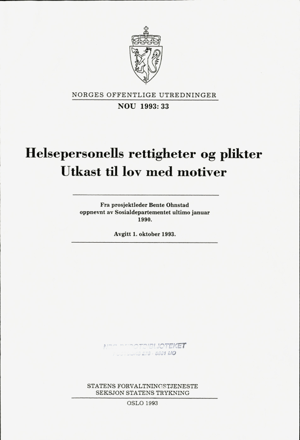 NORGES OFFENTLIGE UTREDNINGER
NOU 1993: 33
Helsepersonells rettigheter og plikter
Utkast til lov med motiver
Fra prosjektleder Bente Ohnstad
oppnevnt av Sosialdepartementet ultimo januar
1990.
Avgitt 1. oktober 1993.
STATENS FORVALTNINGSTJENESTE
SEKSJON STATENS TRYKNING
OSLO 1993